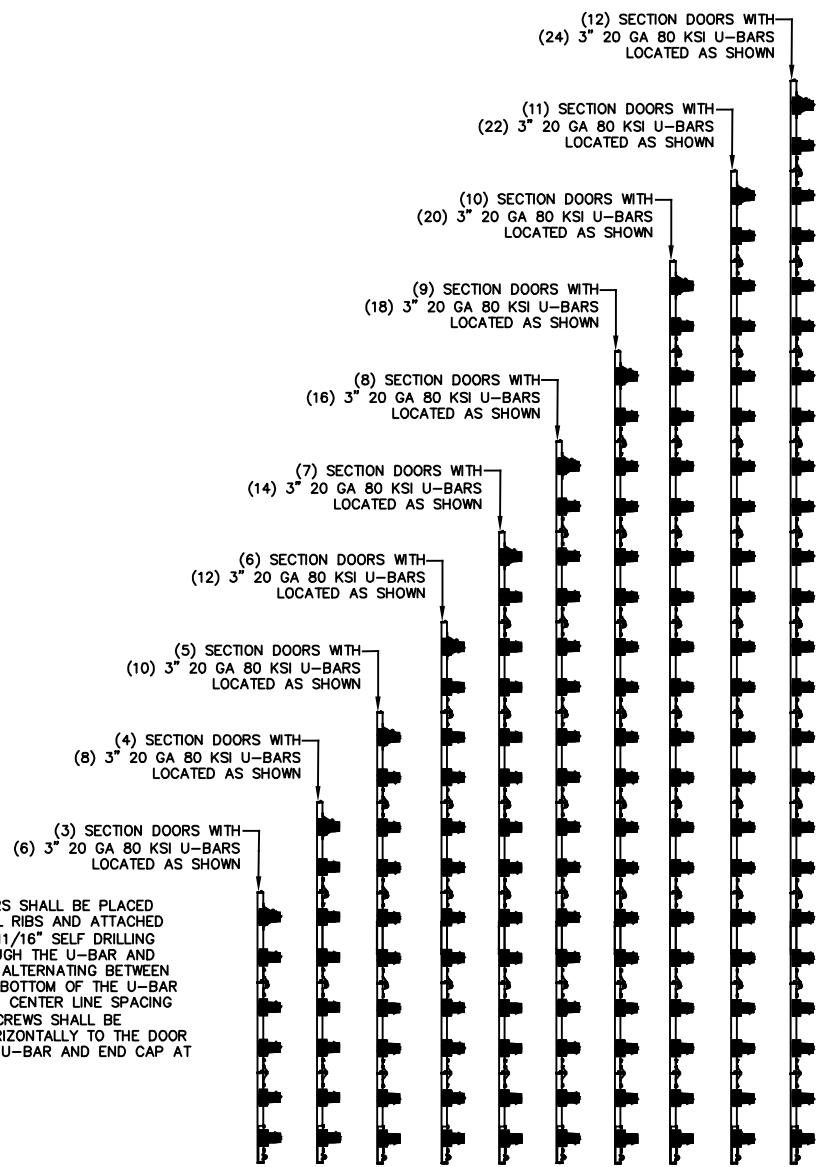 (12) SECTION DOORS WITH
(24) 3" 20 GA 80 KSI U-BARS
LOCATED AS SHOWN
(11) SECTION DOORS WITH
(22) 3" 20 GA 80 KSI U-BARS
LOCATED AS SHOWN
(10) SECTION DOORS WITH
(20) 3" 20 GA 80 KSI U-BARS
LOCATED AS SHOWN
(9) SECTION DOORS WITH
(18) 3" 20 GA 80 KSI U-BARS
LOCATED AS SHOWN
(8) SECTION DOORS WITH
(16) 3" 20 GA 80 KSI U-BARS
LOCATED AS SHOWN
(7) SECTION DOORS WITH
(14) 3" 20 GA 80 KSI U-BARS
LOCATED AS SHOWN
(6) SECTION DOORS WITH
(12) 3" 20 GA 80 KSI U-BARS
LOCATED AS SHOWN
(5) SECTION DOORS WITH
(10) 3" 20 GA 80 KSI U-BARS
LOCATED AS SHOWN
(4) SECTION DOORS WITH
(8) 3" 20 GA 80 KSI U-BARS
LOCATED AS SHOWN
(3) SECTION DOORS WITH
(6) 3" 20 GA 80 KSI U-BARS
LOCATED AS SHOWN
SHALL BE PLACED
RIBS AND ATTACHED
11/16" SELF DRILLING
THE U-BAR AND
ALTERNATING BETWEEN
BOTTOM OF THE U-BAR
CENTER LINE SPACING
SHALL BE
TO THE DOOR
U-BAR AND END CAP AT